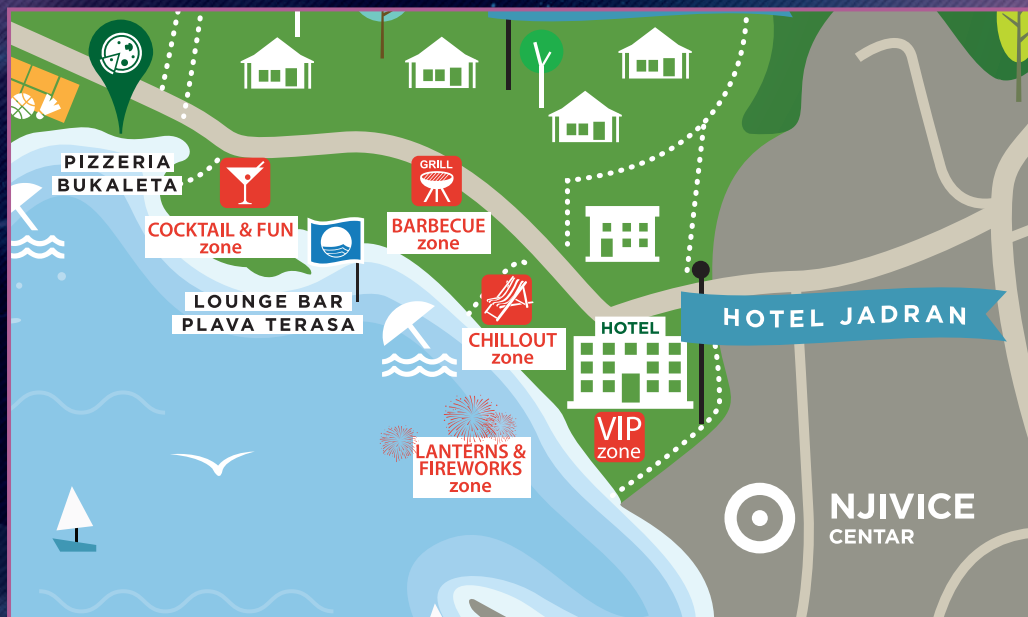 PIZZERIA
BUKALETA
COCKTAIL & FUN
zone
GRILL
BARBECUE
zone
LOUNGE BAR
PLAVA TERASA
CHILLOUT
zone
HOTEL
HOTEL JADRAN
VIP
zone
LANTERNS &
FIREWORKS
zone
NJIVICE
CENTAR